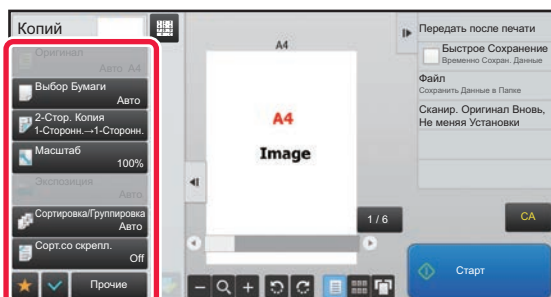 Копий
Оригинал
Авто A4
Выбор Бумаги
Авто
2-Стор. Копия
1-Сторонн.→1-Сторонн.
Масштаб
100%
Экспозиция
Авто
Сортировка/Группировка
Авто
Сорт.со скрепл.
Off
Прочие
A4
A4
Image
1 / 6
Передать после печати
Быстрое Сохранение
Временно Сохран. Данные
Файл
Сохранить Данные в Папке
Сканир. Оригинал Вновь,
Не меняя Установки
CA
Старт